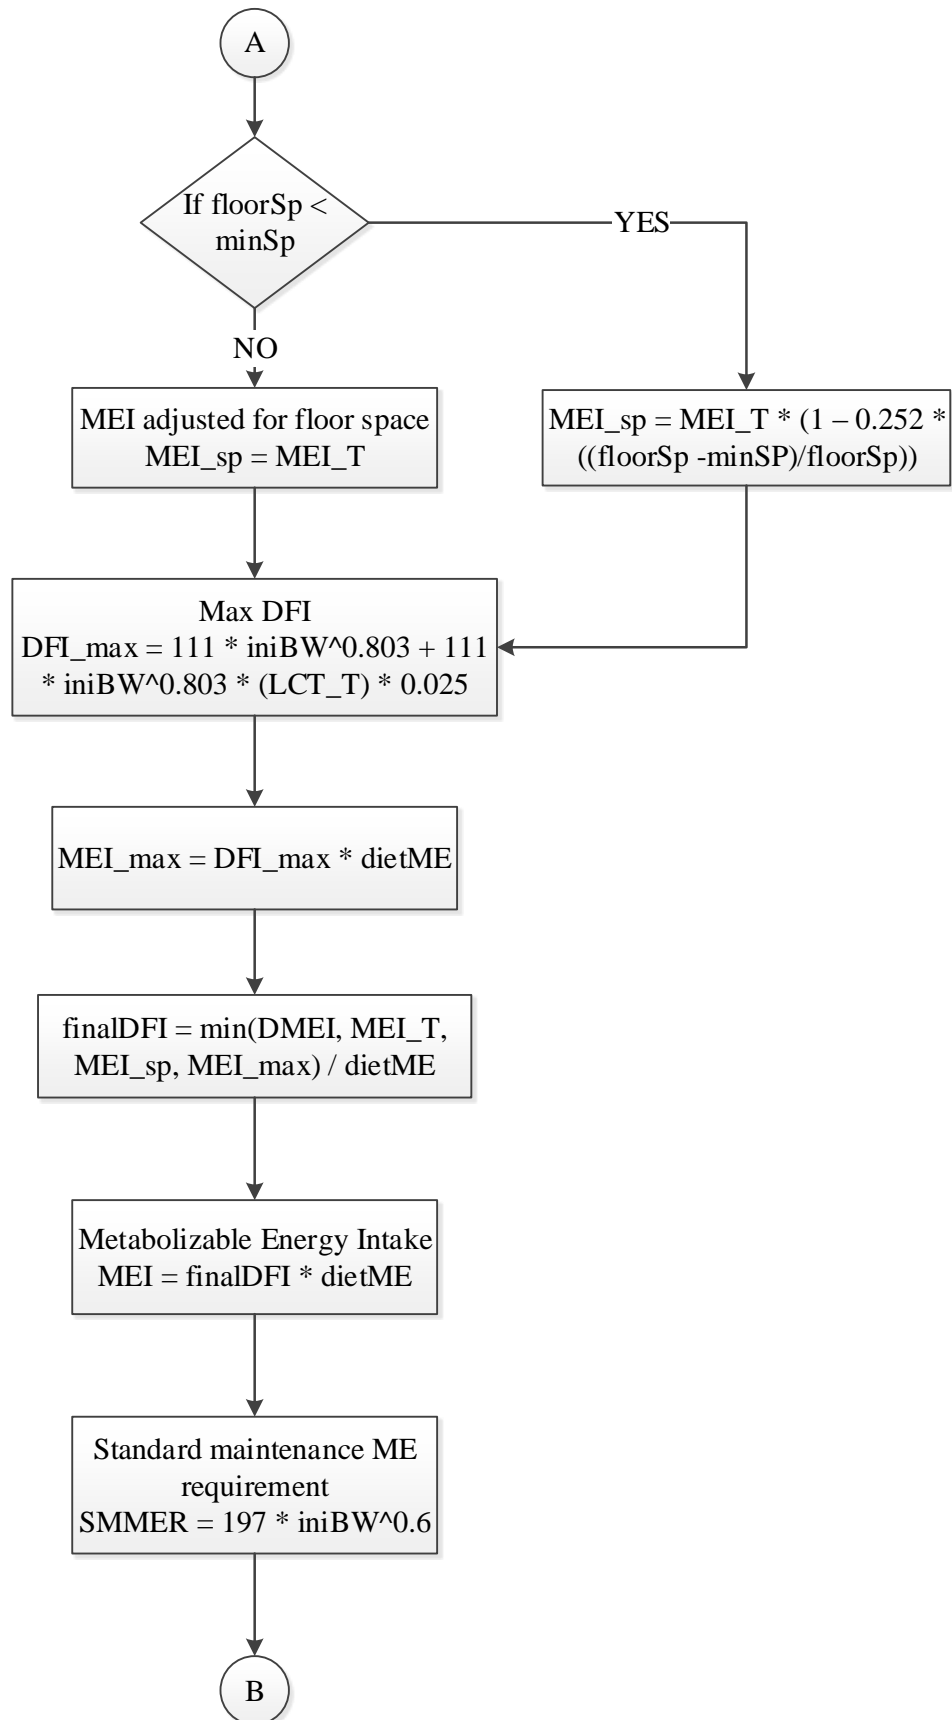 A
If floorSp <
minSp
YES
NO
MEI adjusted for floor space
MEI_sp = MEI_T
MEI_sp = MEI_T * (1 – 0.252 *
((floorSp -minSP)/floorSp))
Max DFI
DFI_max = 111 * iniBW^0.803 + 111
* iniBW^0.803 * (LCT_T) * 0.025
MEI_max = DFI_max * dietME
finalDFI = min(DMEI, MEI_T,
MEI_sp, MEI_max) / dietME
Metabolizable Energy Intake
MEI = finalDFI * dietME
Standard maintenance ME
requirement
SMMER = 197 * iniBW^0.6
B